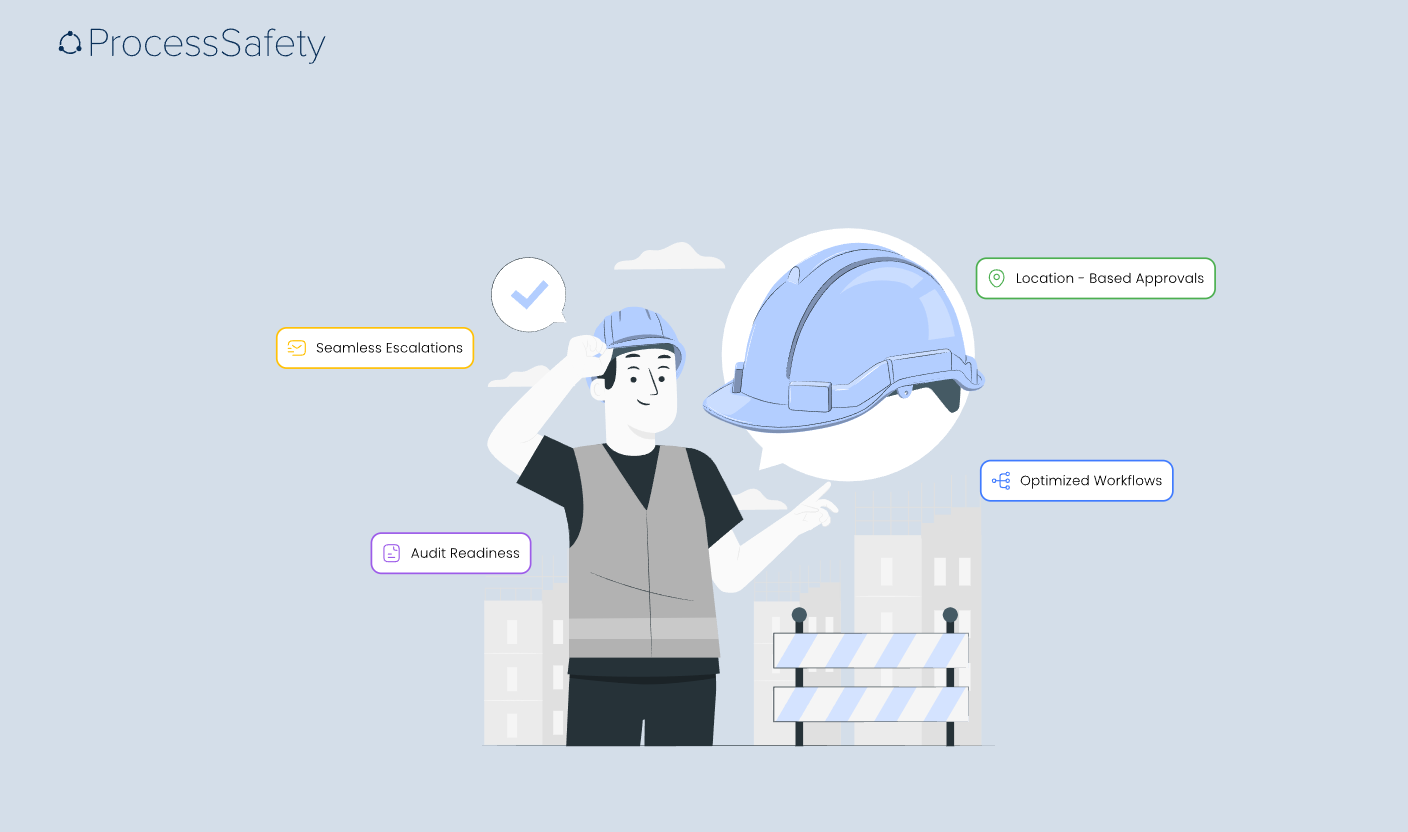 ProcessSafety
Location - Based Approvals
Seamless Escalations
Optimized Workflows
Audit Readiness